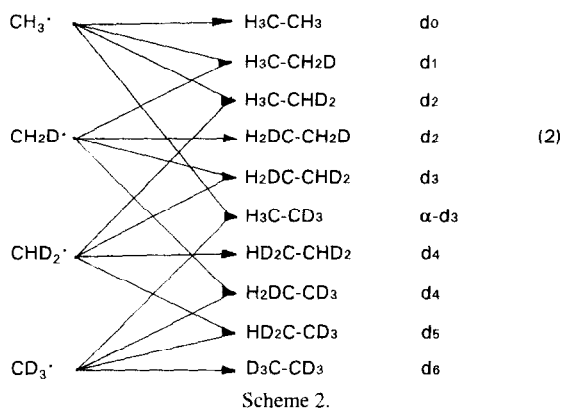 CH3· H3C-CH3 d0
H3C-CH2D d1
H3C-CHD2 d2
CH2D· H2DC-CH2D d2 (2)
H2DC-CHD2 d3
H3C-CD3 α-d3
CHD2· HD2C-CHD2 d4
H2DC-CD3 d4
HD2C-CD3 d5
CD3· D3C-CD3 d6
Scheme 2.